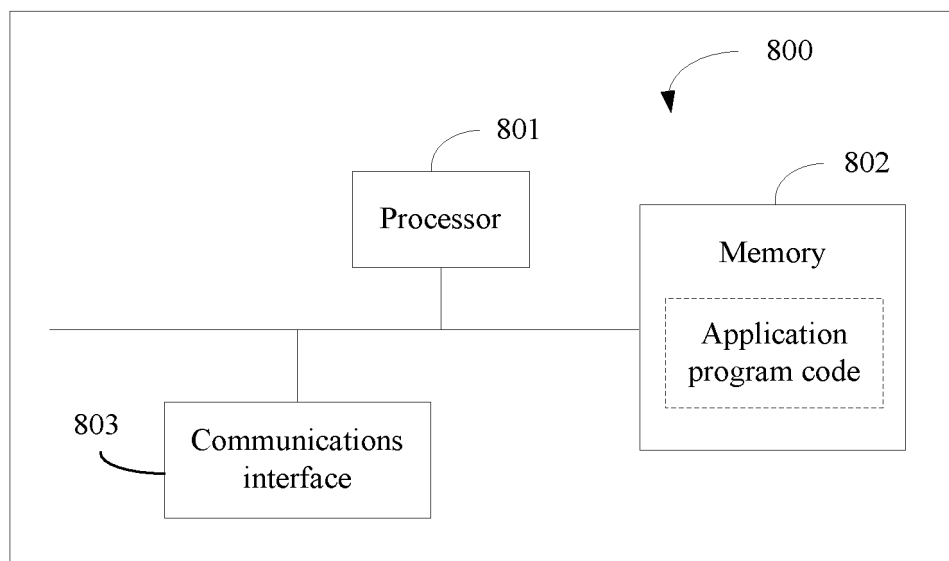 800
801
802
Processor
Memory
Application
program code
803
Communications
interface